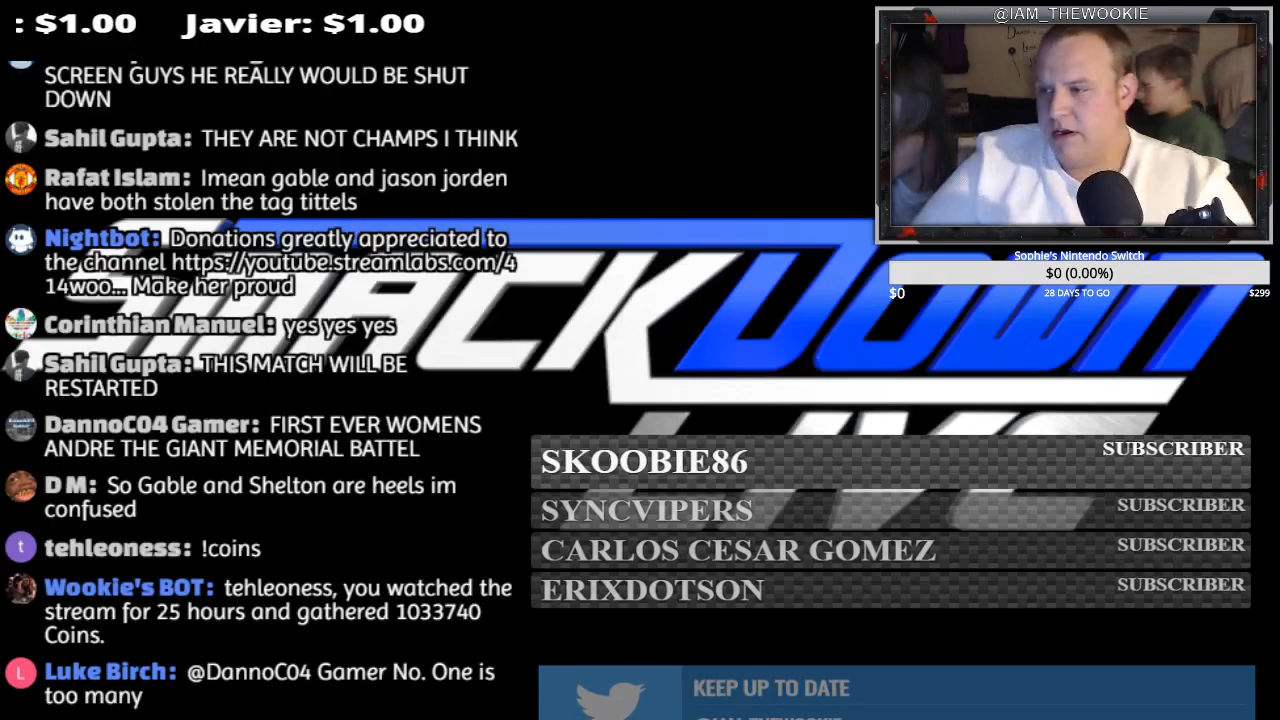 : $1.00 Javier: $1.00
SCREEN GUYS HE REALLY WOULD BE SHUT
DOWN
Sahil Gupta: THEY ARE NOT CHAMPS I THINK
Rafat Islam: Imean gable and jason jorden
have both stolen the tag tittels
Nightbot: Donations greatly appreciated to
the channel https://youtube.streamlabs.com/4
14woo... Make her proud
Corinthian Manuel: yes yes yes
Sahil Gupta: THIS MATCH WILL BE
RESTARTED
DannoC04 Gamer: FIRST EVER WOMENS
ANDRE THE GIANT MEMORIAL BATTEL
D M: So Gable and Shelton are heels im
confused
tehleoness: !coins
Wookie's BOT: tehleoness, you watched the
stream for 25 hours and gathered 1033740
Coins.
Luke Birch: @DannoC04 Gamer No. One is
too many
@IAM_THEWOOKIE
Sophie's Nintendo Switch
$0 (0.00%)
$0 28 DAYS TO GO $299
SMACKDOWN
LIVE
SKOOBIE86 SUBSCRIBER
SYNCVIPERS SUBSCRIBER
CARLOS CESAR GOMEZ SUBSCRIBER
ERIXDOTSON SUBSCRIBER
KEEP UP TO DATE
@IAM_THEWOOKIE